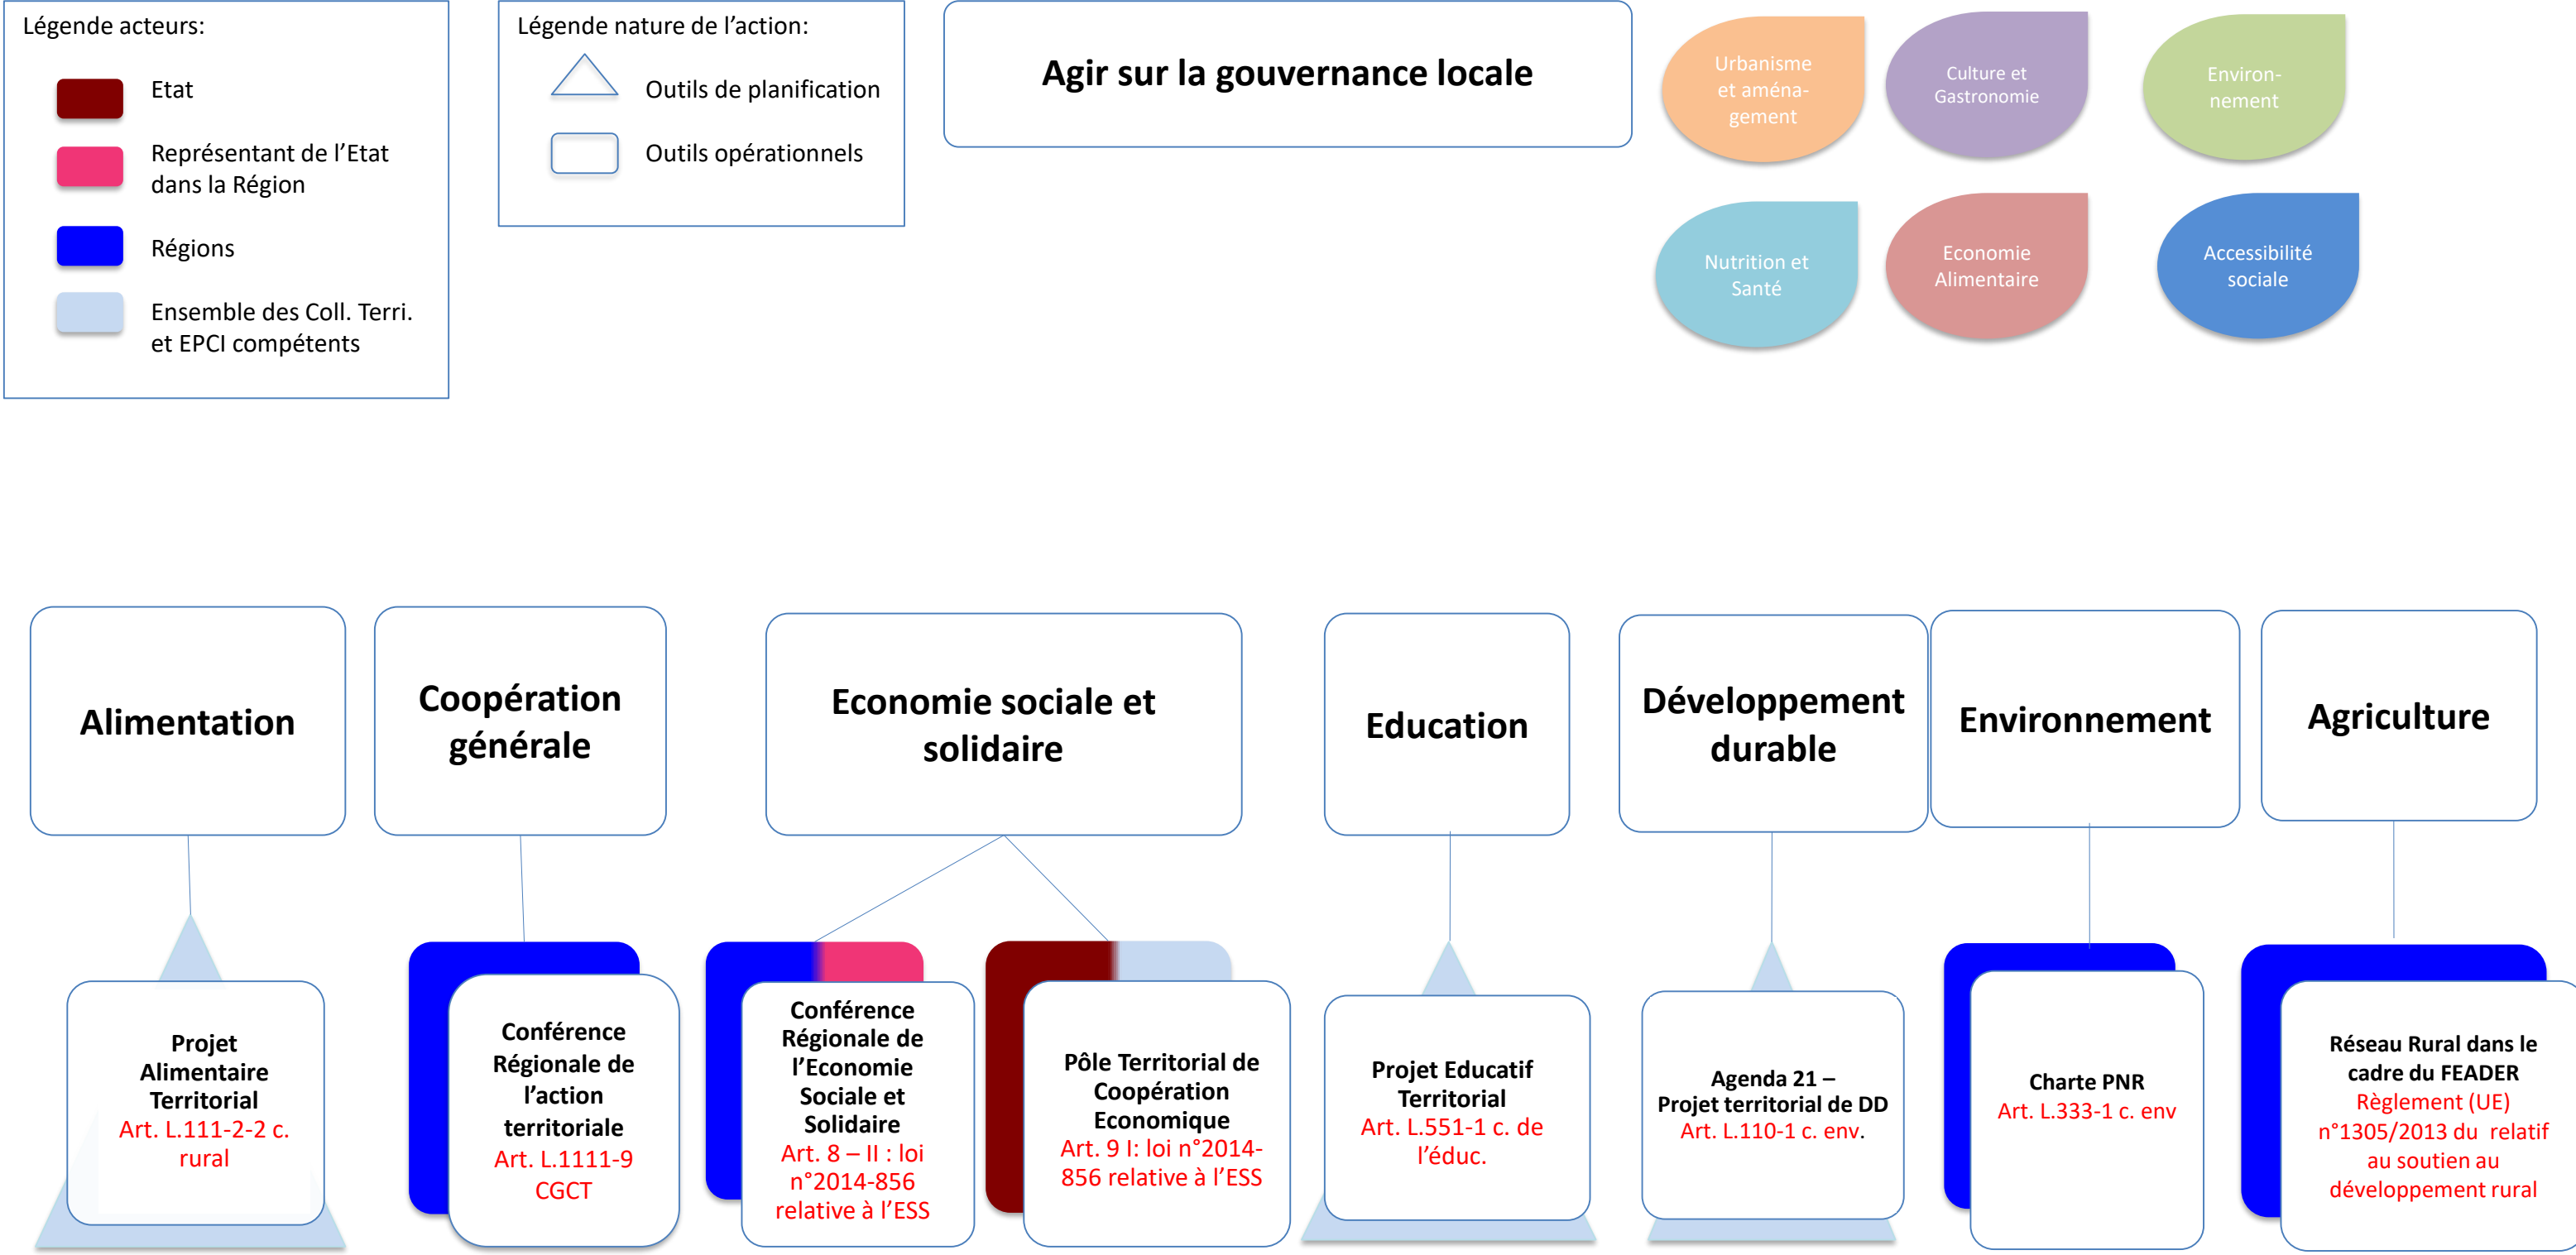 Légende acteurs:
Etat
Représentant de l'Etat
dans la Région
Régions
Ensemble des Coll. Terri.
et EPCI compétents
Légende nature de l'action:
Outils de planification
Outils opérationnels
Agir sur la gouvernance locale
Urbanisme
et aména-
gement
Culture et
Gastronomie
Environ-
nement
Nutrition et
Santé
Economie
Alimentaire
Accessibilité
sociale
Alimentation
Coopération
générale
Economie sociale et
solidaire
Education
Développement
durable
Environnement
Agriculture
Projet
Alimentaire
Territorial
Art. L.111-2-2 c.
rural
Conférence
Régionale de
l'action
territoriale
Art. L.1111-9
CGCT
Conférence
Régionale de
l'Economie
Sociale et
Solidaire
Art. 8 – II : loi
n°2014-856
relative à l'ESS
Pôle Territorial de
Coopération
Economique
Art. 9 I: loi n°2014-
856 relative à l'ESS
Projet Educatif
Territorial
Art. L.551-1 c. de
l'éduc.
Agenda 21 –
Projet territorial de DD
Art. L.110-1 c. env.
Charte PNR
Art. L.333-1 c. env
Réseau Rural dans le
cadre du FEADER
Règlement (UE)
n°1305/2013 du relatif
au soutien au
développement rural